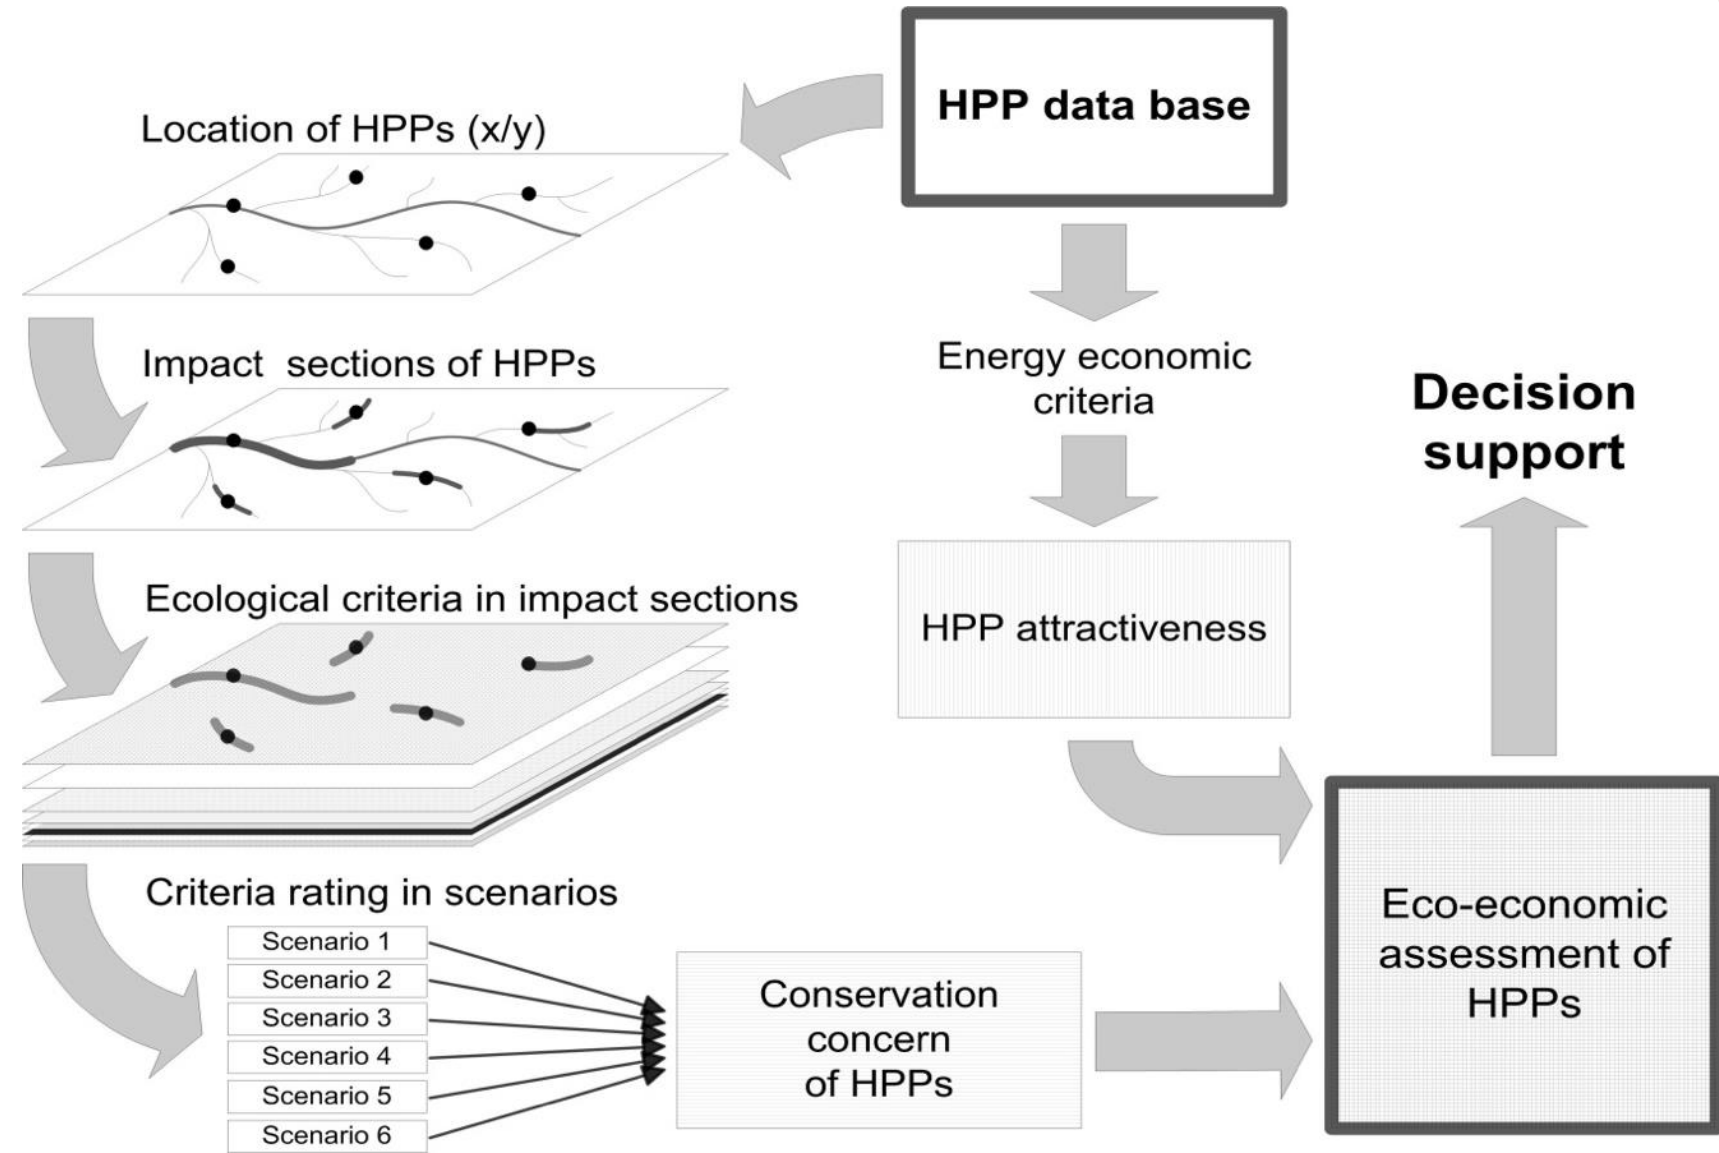 HPP data base
Location of HPPs (x/y)
Impact sections of HPPs
Ecological criteria in impact sections
Criteria rating in scenarios
Scenario 1
Scenario 2
Scenario 3
Scenario 4
Scenario 5
Scenario 6
Conservation
concern
of HPPs
Energy economic
criteria
HPP attractiveness
Eco-economic
assessment of
HPPs
Decision
support